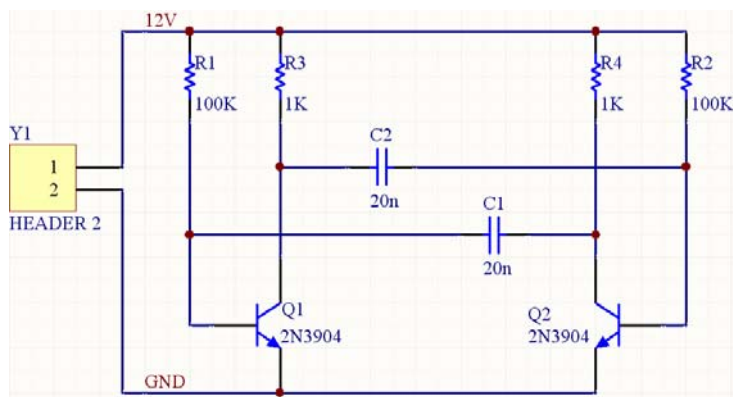 12V
R1
R3
R4
R2
100K
1K
1K
100K
Y1
C2
1
2
20n
C1
HEADER 2
20n
Q1
Q2
2N3904
2N3904
GND